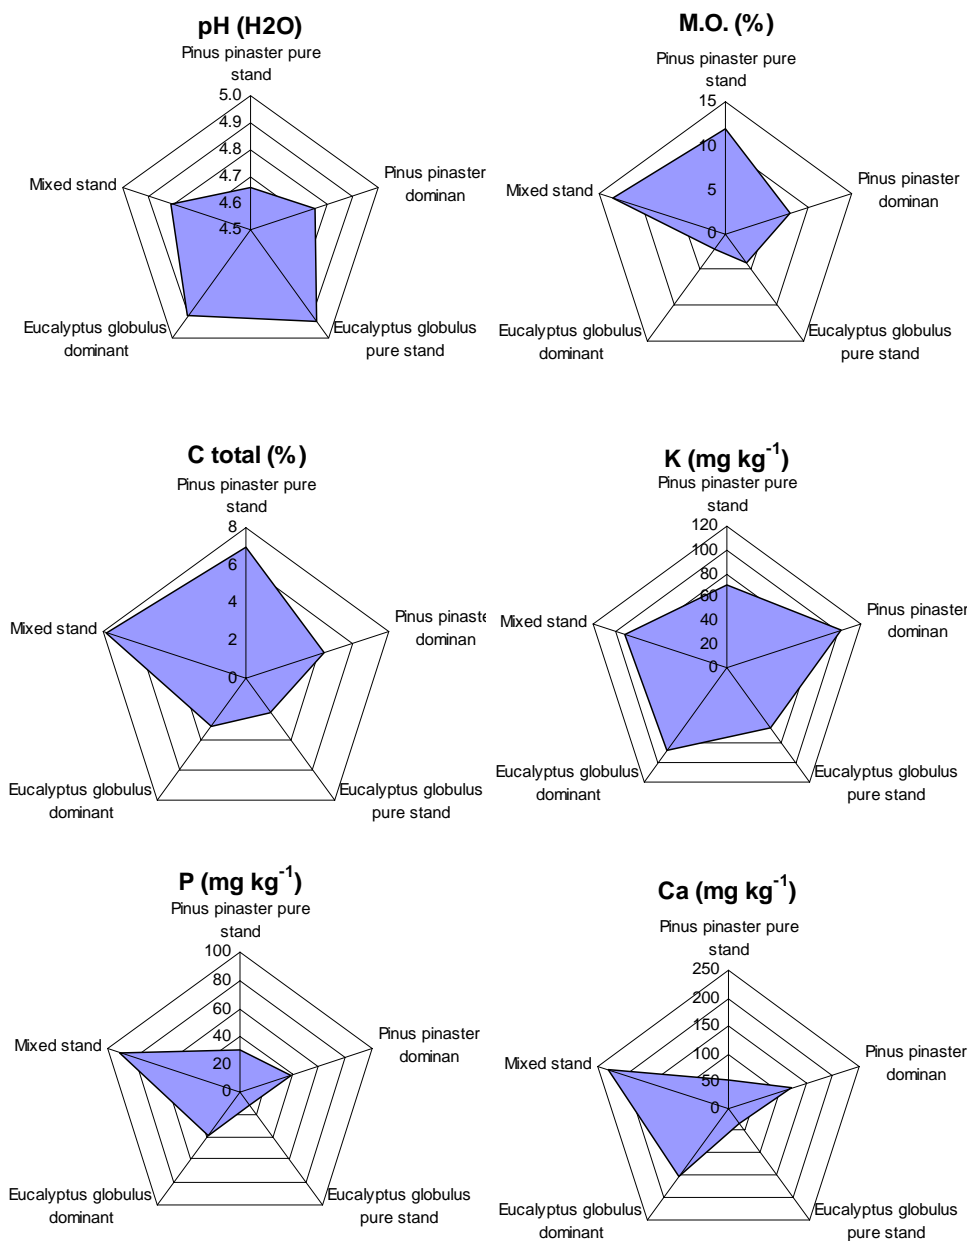 pH (H2O)
Pinus pinaster pure
stand
5.0
4.9
4.8
4.7
4.6
4.5
Pinus pinaster
dominan
Mixed stand
Eucalyptus globulus
dominant
Eucalyptus globulus
pure stand
M.O. (%)
Pinus pinaster pure
stand
15
10
5
0
Pinus pinaster
dominan
Mixed stand
Eucalyptus globulus
dominant
Eucalyptus globulus
pure stand
C total (%)
Pinus pinaster pure
stand
8
6
4
2
0
Pinus pinaster
dominan
Mixed stand
Eucalyptus globulus
dominant
Eucalyptus globulus
pure stand
K (mg kg-1)
Pinus pinaster pure
stand
120
100
80
60
40
20
0
Pinus pinaster
dominan
Mixed stand
Eucalyptus globulus
dominant
Eucalyptus globulus
pure stand
P (mg kg-1)
Pinus pinaster pure
stand
100
80
60
40
20
0
Pinus pinaster
dominan
Mixed stand
Eucalyptus globulus
dominant
Eucalyptus globulus
pure stand
Ca (mg kg-1)
Pinus pinaster pure
stand
250
200
150
100
50
0
Pinus pinaster
dominan
Mixed stand
Eucalyptus globulus
dominant
Eucalyptus globulus
pure stand